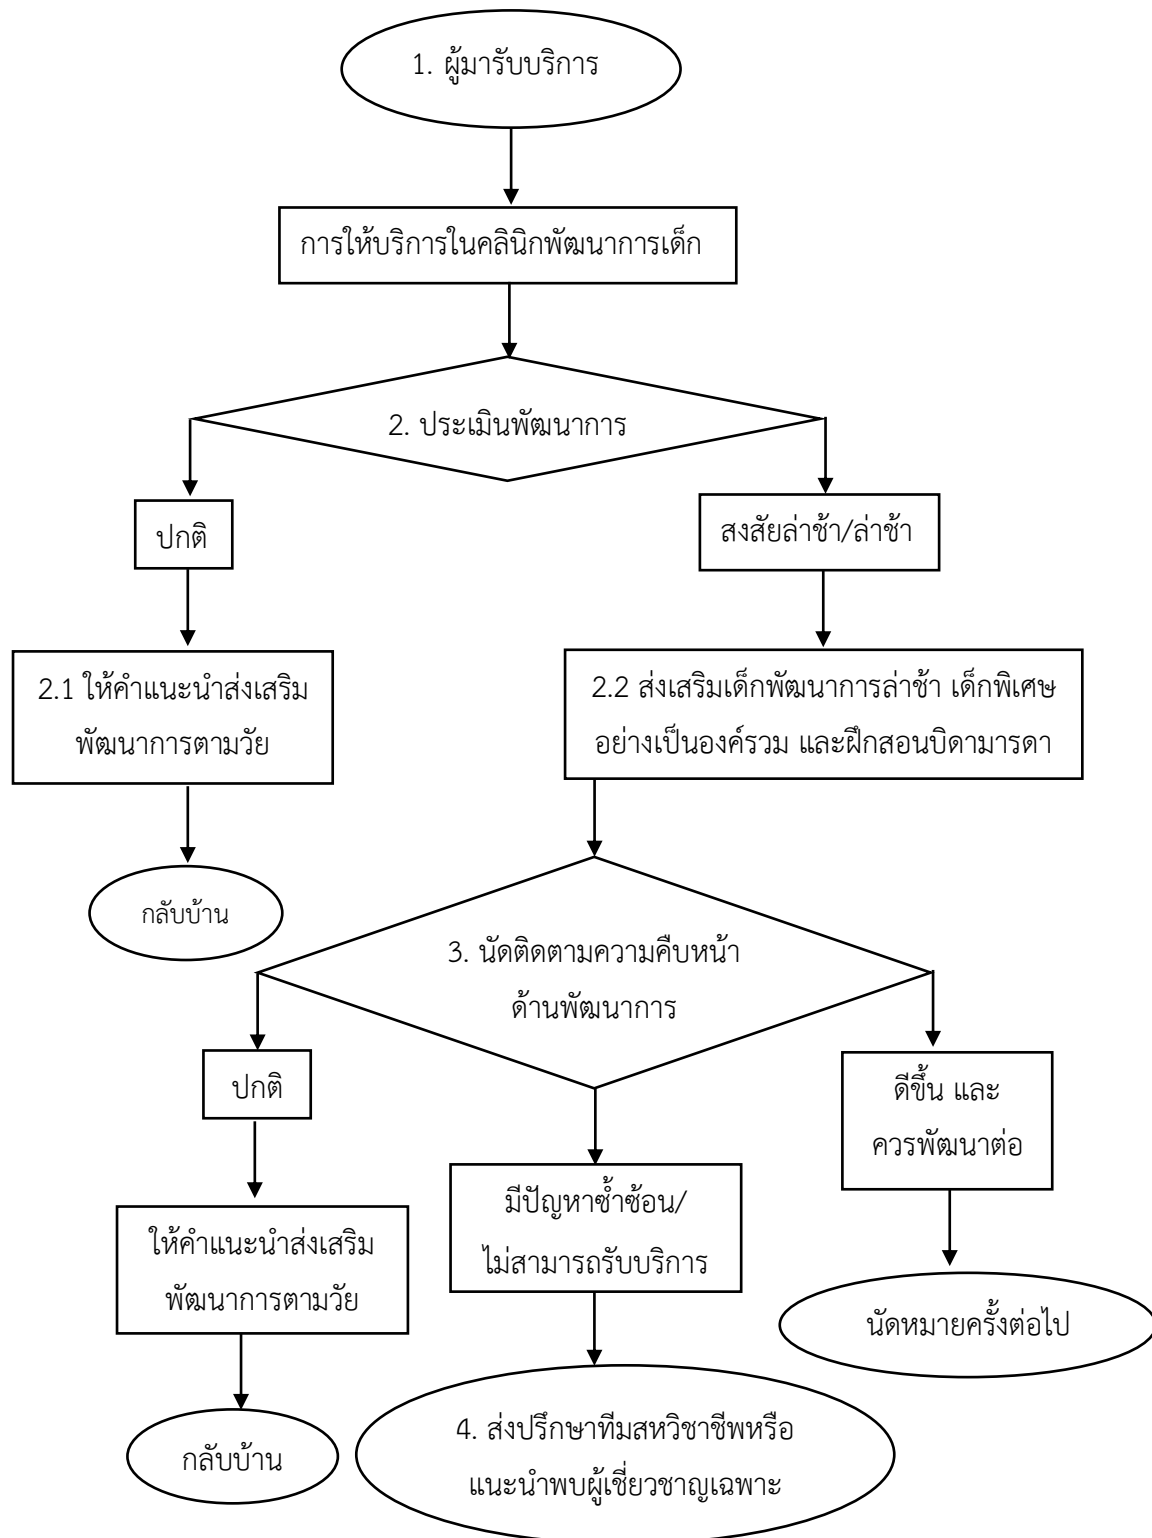 1. ผู้มารับบริการ
การให้บริการในคลินิกพัฒนาการเด็ก
2. ประเมินพัฒนาการ
ปกติ
สงสัยล่าช้า/ล่าช้า
2.1 ให้คำแนะนำส่งเสริม
พัฒนาการตามวัย
2.2 ส่งเสริมเด็กพัฒนาการล่าช้า เด็กพิเศษ
อย่างเป็นองค์รวม และฝึกสอนบิดามารดา
กลับบ้าน
3. นัดติดตามความคืบหน้า
ด้านพัฒนาการ
ปกติ
ดีขึ้น และ
ควรพัฒนาต่อ
มีปัญหาซ้ำซ้อน/
ไม่สามารถรับบริการ
ให้คำแนะนำส่งเสริม
พัฒนาการตามวัย
นัดหมายครั้งต่อไป
4. ส่งปรึกษาทีมสหวิชาชีพหรือ
แนะนำพบผู้เชี่ยวชาญเฉพาะ
กลับบ้าน